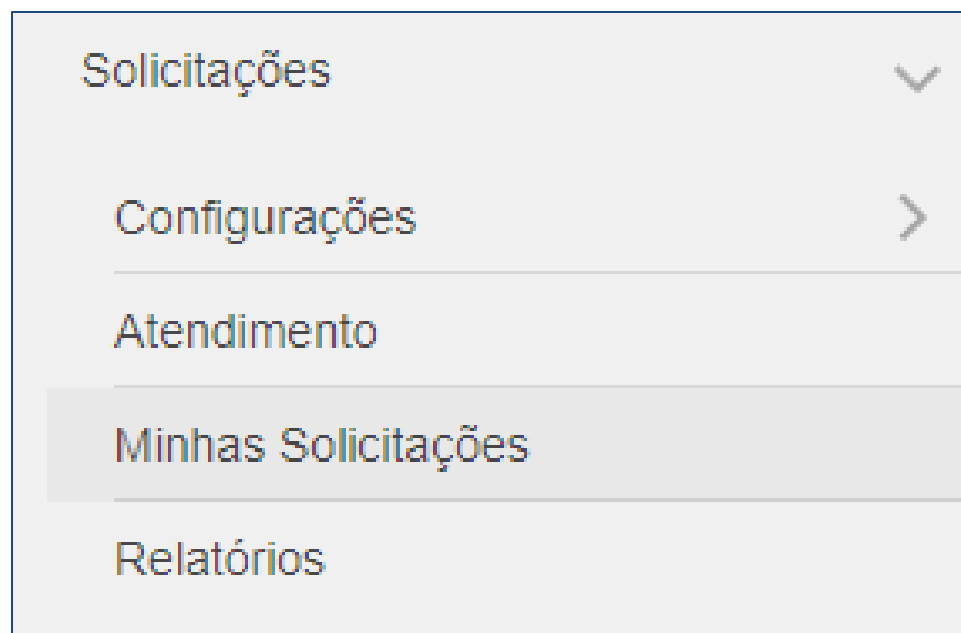 Solicitações
Configurações
Atendimento
Minhas Solicitações
Relatórios